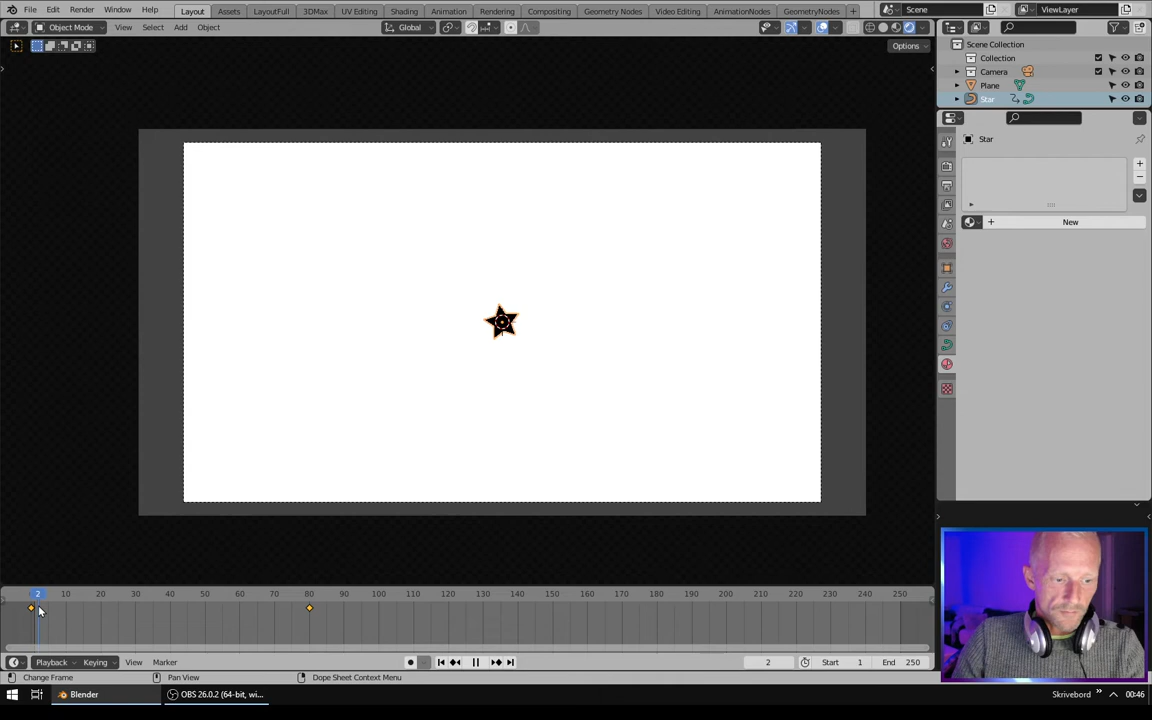 File Edit Render Window Help Layout Assets LayoutFull 3DMax UV Editing Shading Animation Rendering Compositing Geometry Nodes Video Editing AnimationNodes GeometryNodes + Scene ViewLayer
Object Mode View Select Add Object Global
Options
Scene Collection
Collection
Camera
Plane
Star
Star
+
−
+ New
2 10 20 30 40 50 60 70 80 90 100 110 120 130 140 150 160 170 180 190 200 210 220 230 240 250
Playback Keying View Marker 2 Start 1 End 250
Change Frame Pan View Dope Sheet Context Menu
Blender OBS 26.0.2 (64-bit, wi... Skrivebord » 00:46